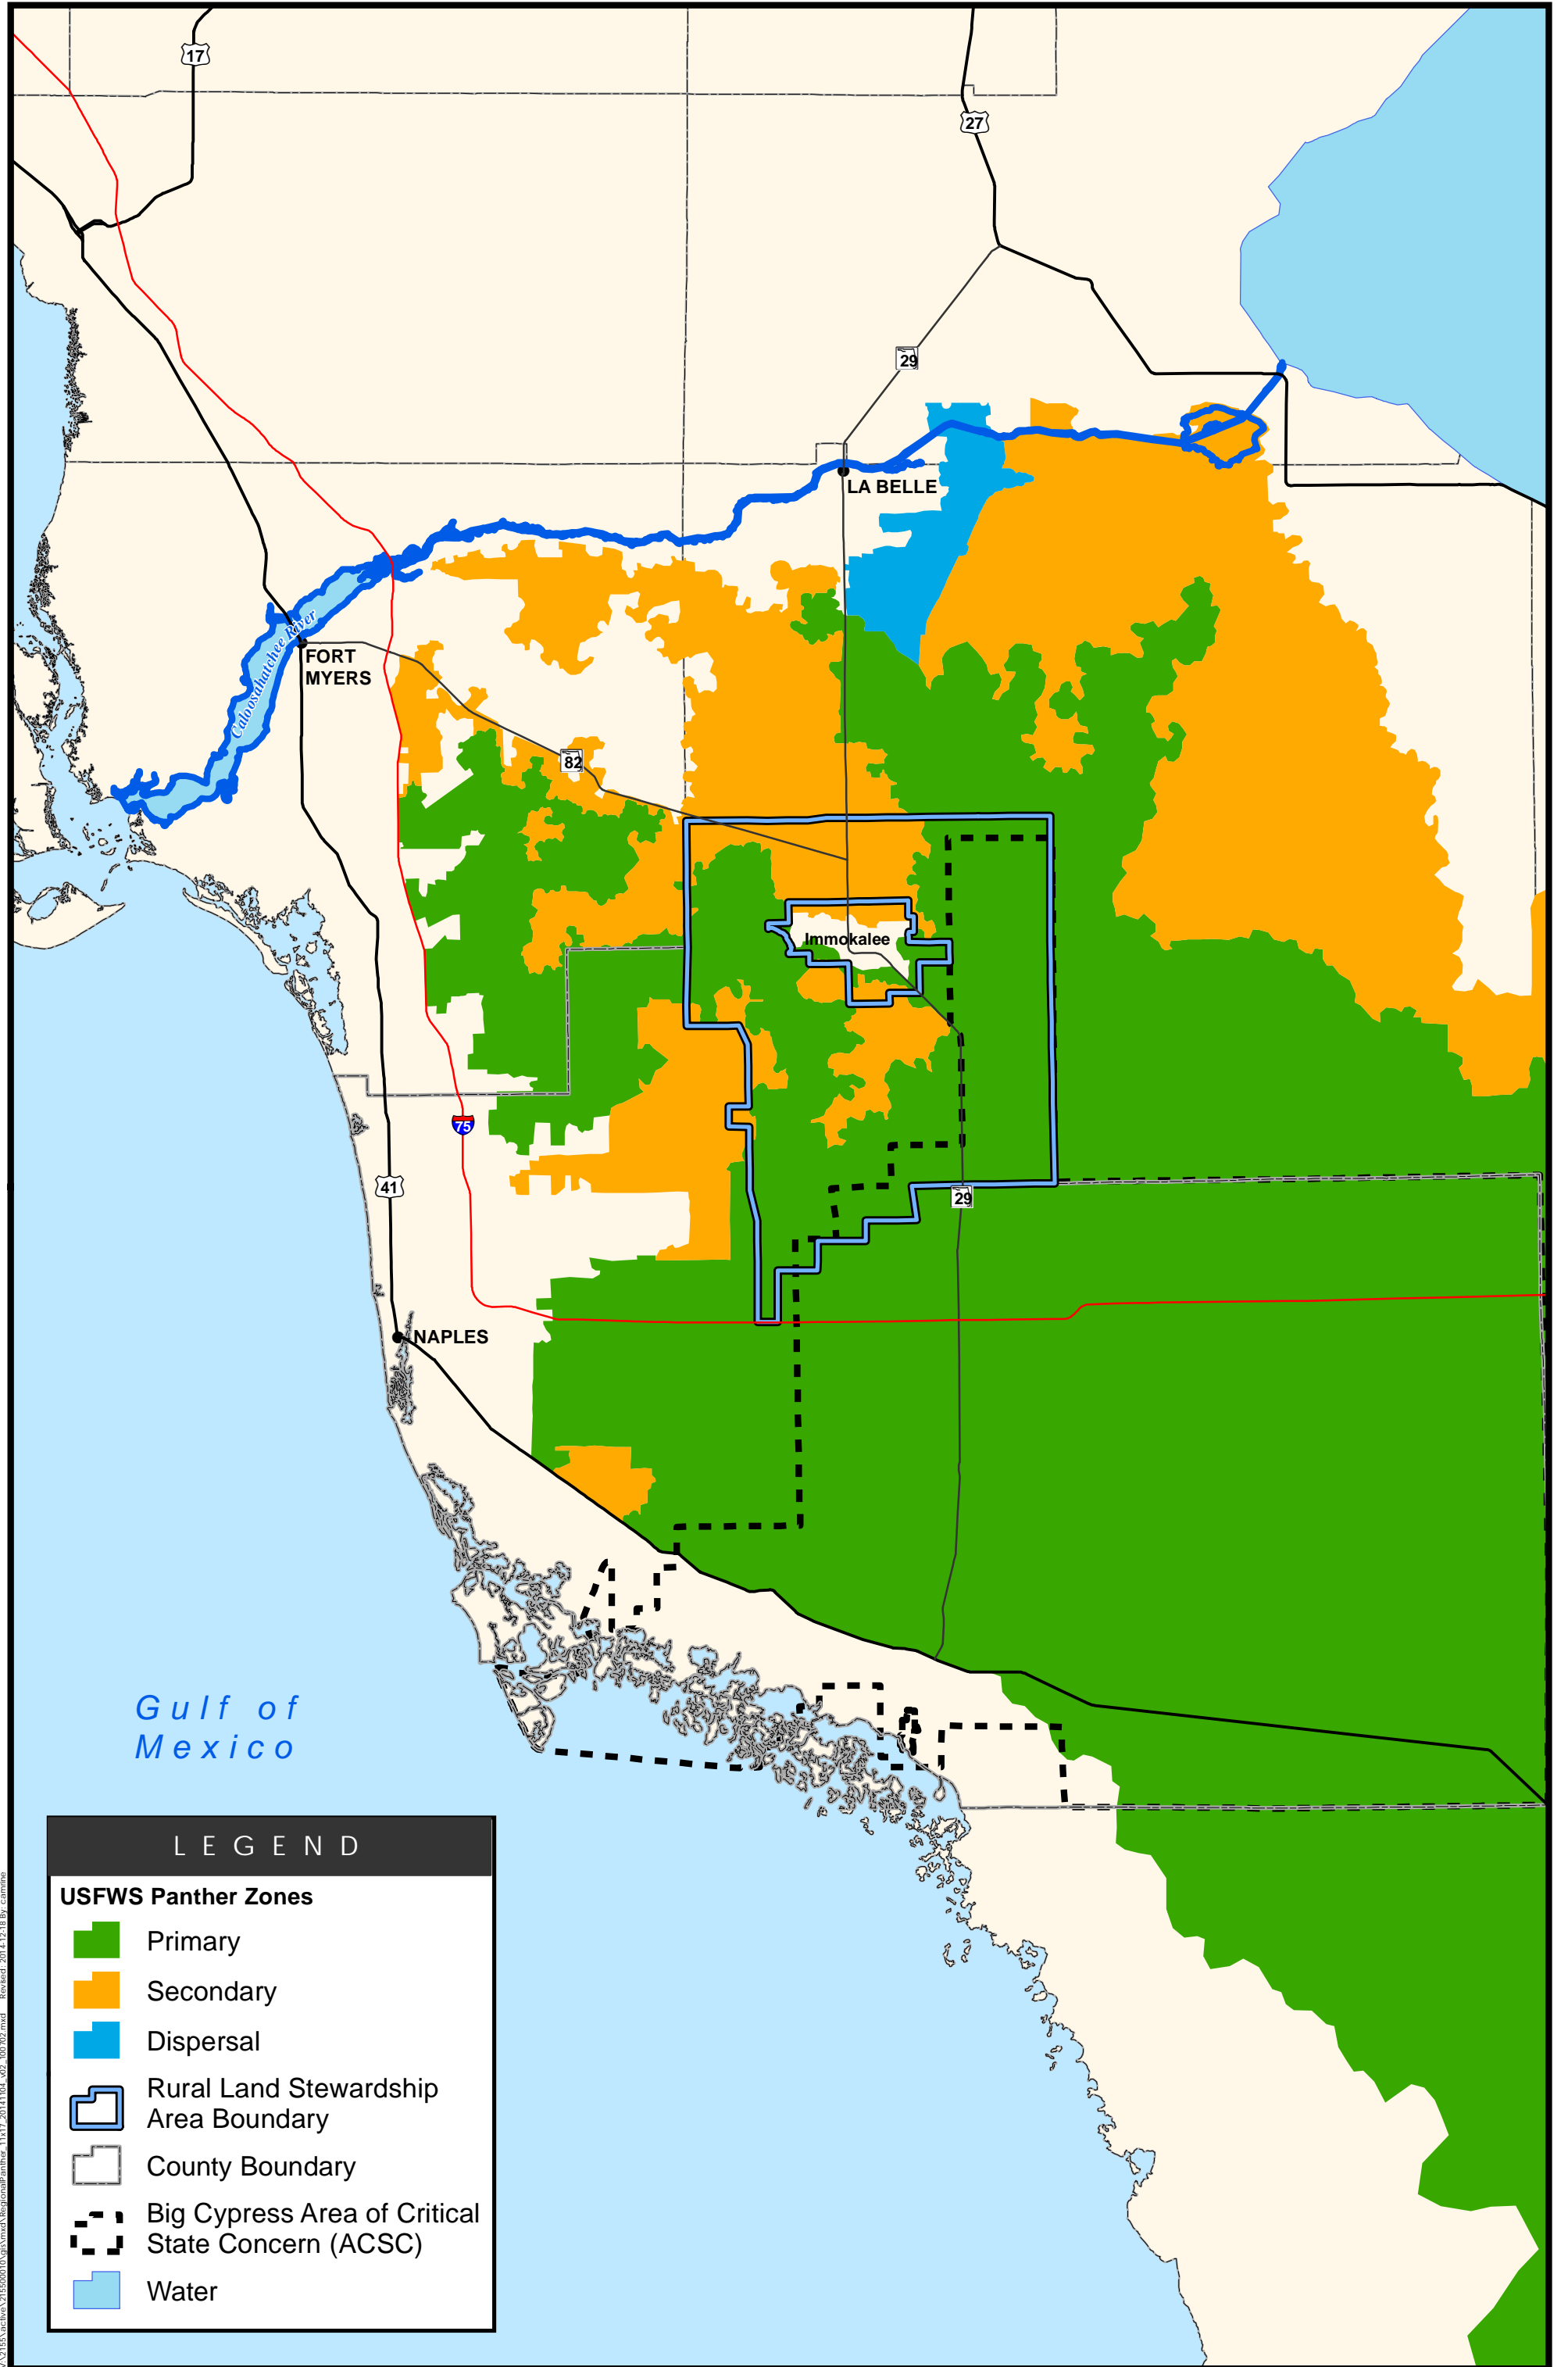 17
27
29
LA BELLE
Caloosahatchee River
FORT
MYERS
82
Immokalee
75
41
29
NAPLES
Gulf of
Mexico
LEGEND
USFWS Panther Zones
Primary
Secondary
Dispersal
Rural Land Stewardship
Area Boundary
County Boundary
Big Cypress Area of Critical
State Concern (ACSC)
Water